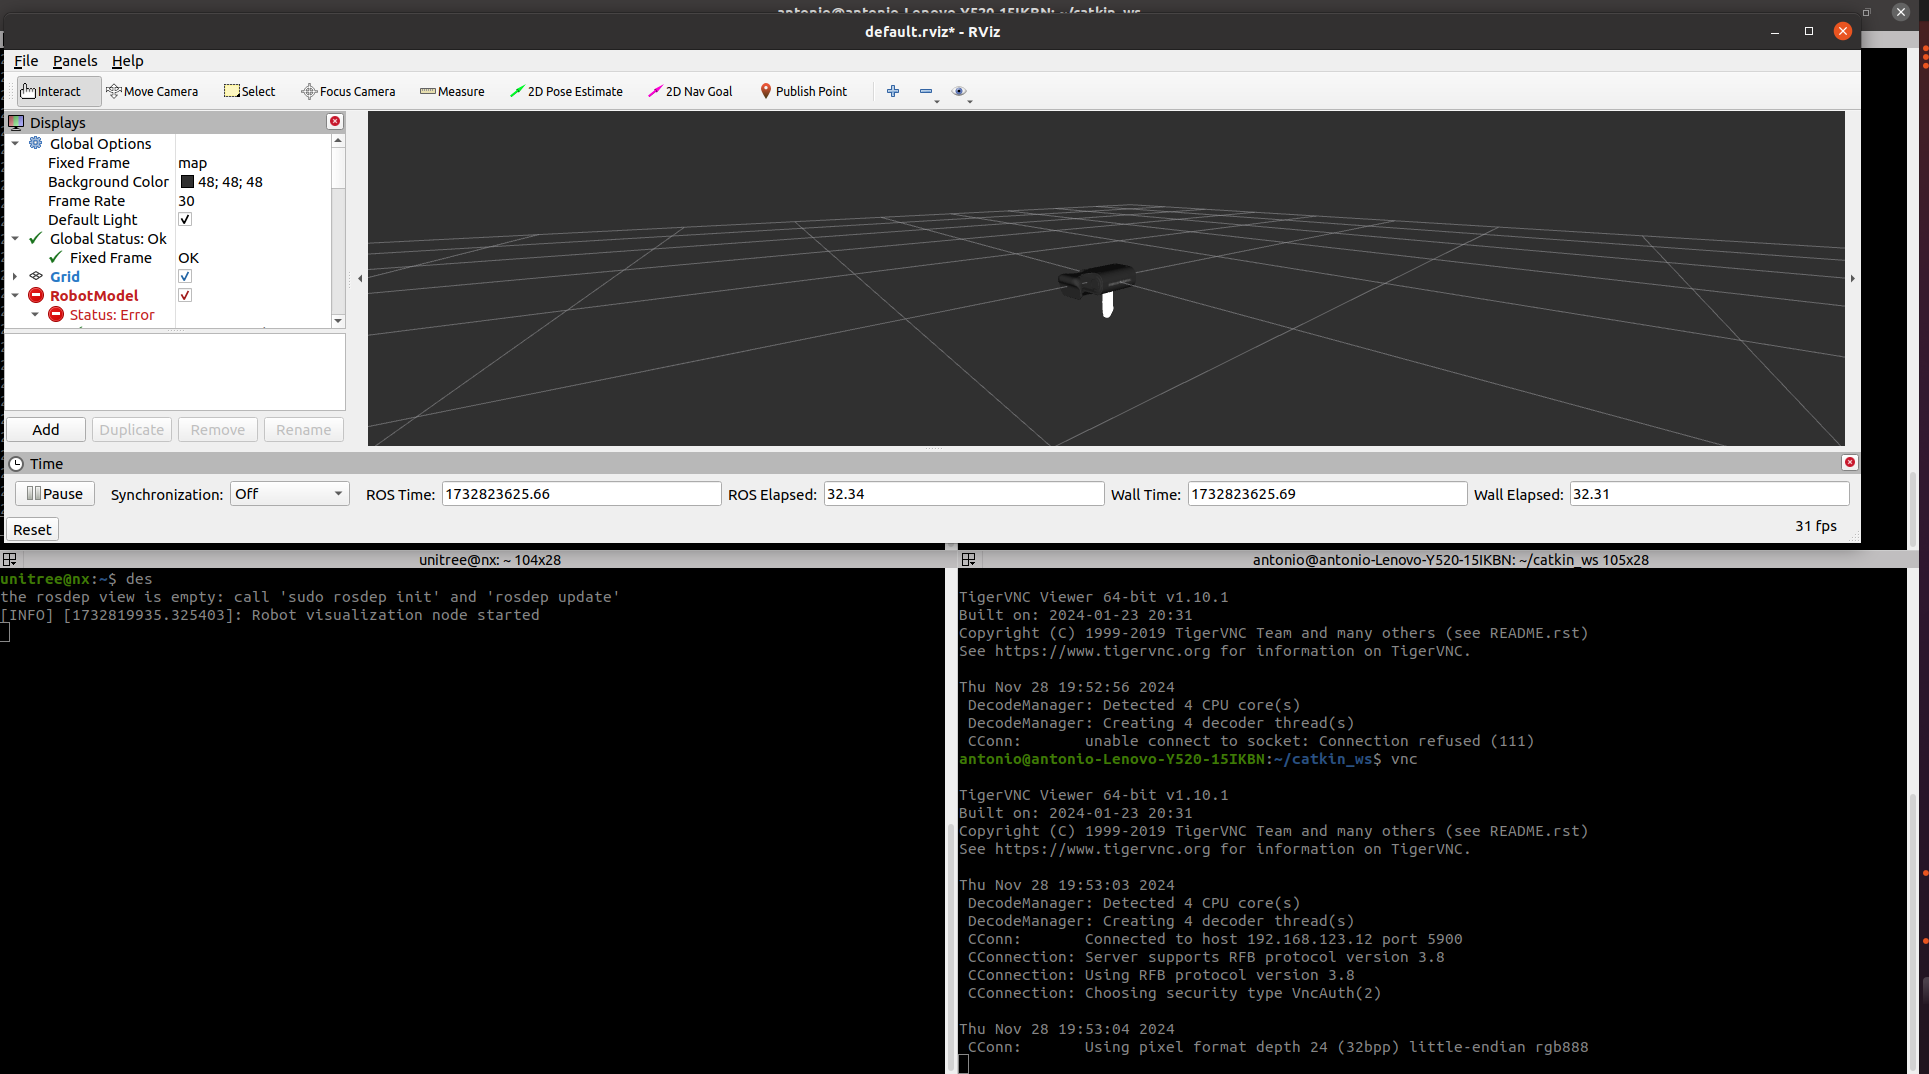 antonio@antonio-Lenovo-Y520-15IKBN: ~/catkin_ws
default.rviz* - RViz
File Panels Help
Interact Move Camera Select Focus Camera Measure 2D Pose Estimate 2D Nav Goal Publish Point
Displays
Global Options
Fixed Frame map
Background Color 48; 48; 48
Frame Rate 30
Default Light
Global Status: Ok
Fixed Frame OK
Grid
RobotModel
Status: Error
Add Duplicate Remove Rename
Time
Pause Synchronization: Off ROS Time: 1732823625.66 ROS Elapsed: 32.34 Wall Time: 1732823625.69 Wall Elapsed: 32.31
Reset 31 fps
unitree@nx: ~ 104x28
unitree@nx:~$ des
the rosdep view is empty: call 'sudo rosdep init' and 'rosdep update'
[INFO] [1732819935.325403]: Robot visualization node started
antonio@antonio-Lenovo-Y520-15IKBN: ~/catkin_ws 105x28
TigerVNC Viewer 64-bit v1.10.1
Built on: 2024-01-23 20:31
Copyright (C) 1999-2019 TigerVNC Team and many others (see README.rst)
See https://www.tigervnc.org for information on TigerVNC.
Thu Nov 28 19:52:56 2024
DecodeManager: Detected 4 CPU core(s)
DecodeManager: Creating 4 decoder thread(s)
CConn: unable connect to socket: Connection refused (111)
antonio@antonio-Lenovo-Y520-15IKBN:~/catkin_ws$ vnc
TigerVNC Viewer 64-bit v1.10.1
Built on: 2024-01-23 20:31
Copyright (C) 1999-2019 TigerVNC Team and many others (see README.rst)
See https://www.tigervnc.org for information on TigerVNC.
Thu Nov 28 19:53:03 2024
DecodeManager: Detected 4 CPU core(s)
DecodeManager: Creating 4 decoder thread(s)
CConn: Connected to host 192.168.123.12 port 5900
CConnection: Server supports RFB protocol version 3.8
CConnection: Using RFB protocol version 3.8
CConnection: Choosing security type VncAuth(2)
Thu Nov 28 19:53:04 2024
CConn: Using pixel format depth 24 (32bpp) little-endian rgb888